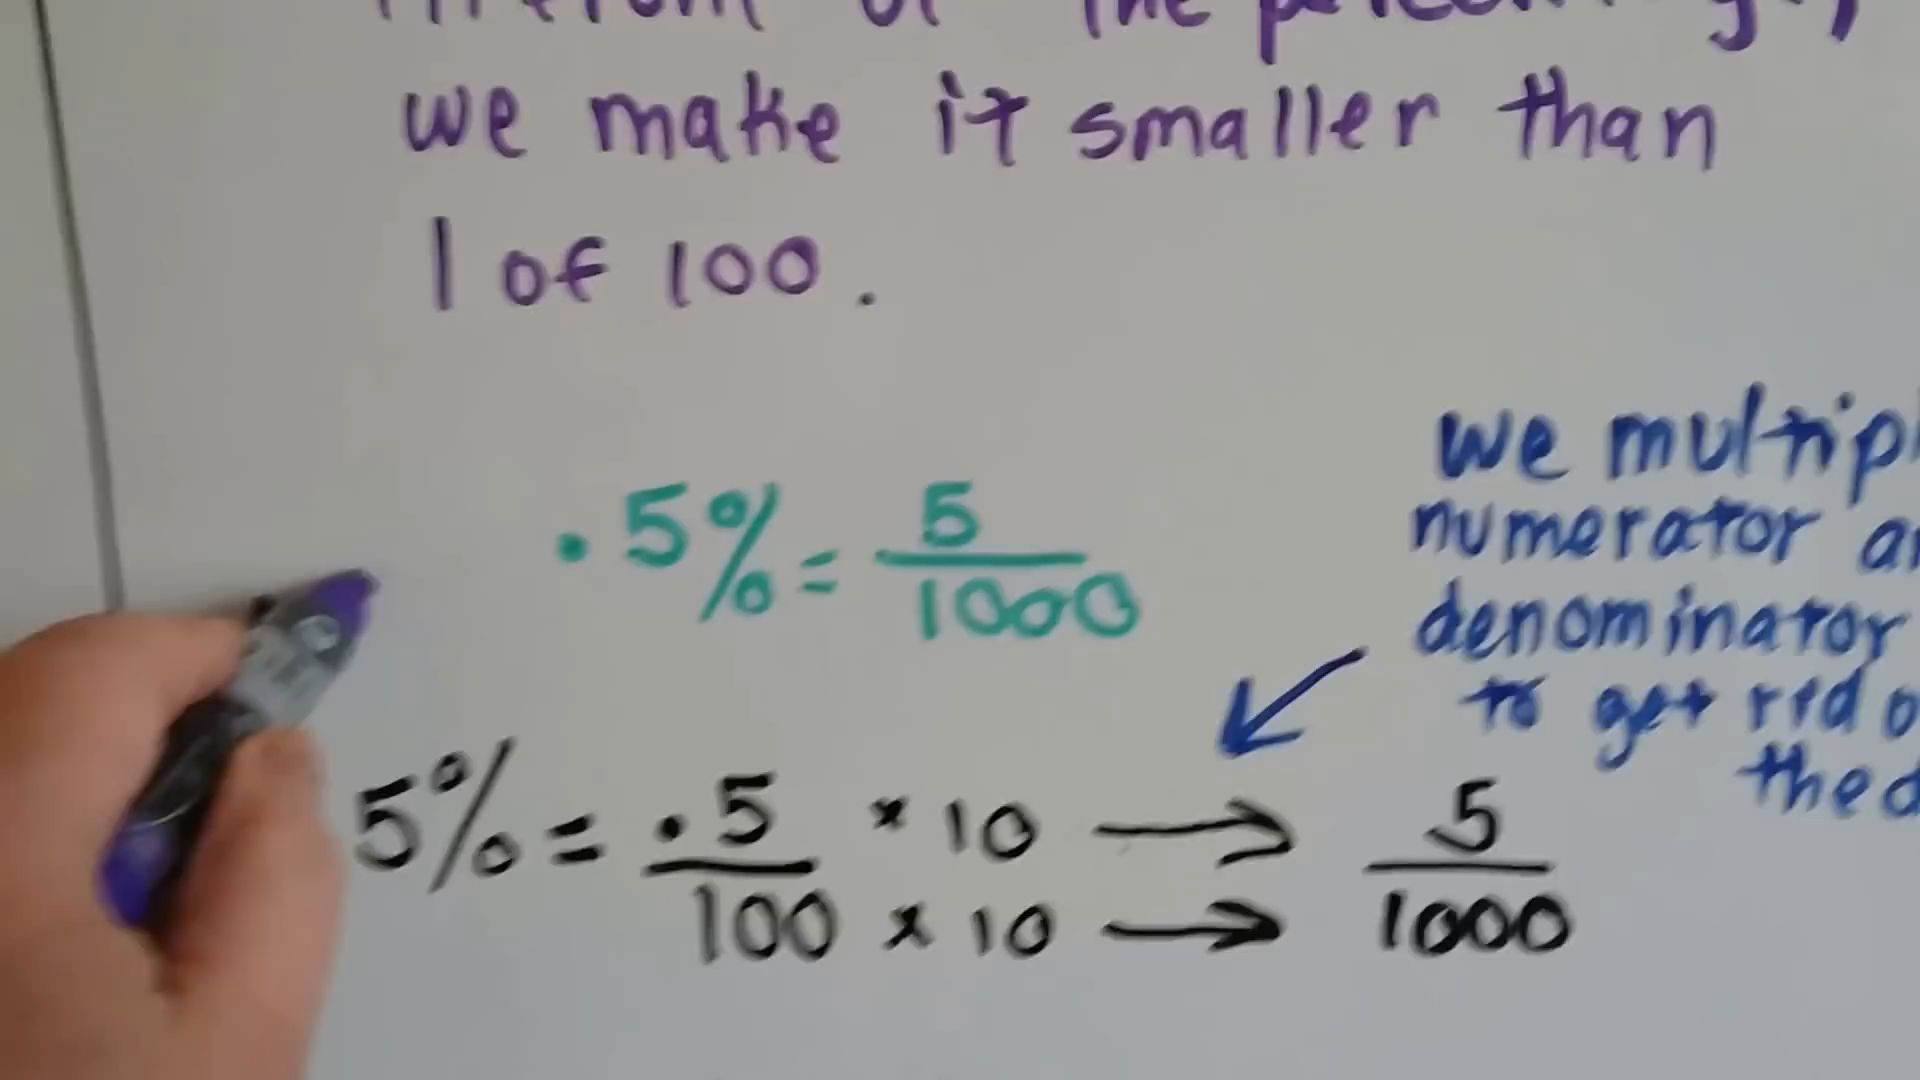 of the
we make it smaller than
1 of 100.
.5% = 5/1000
we
numerator
denominator
to get rid
5% = .5/100 × 10/× 10 → → 5/1000